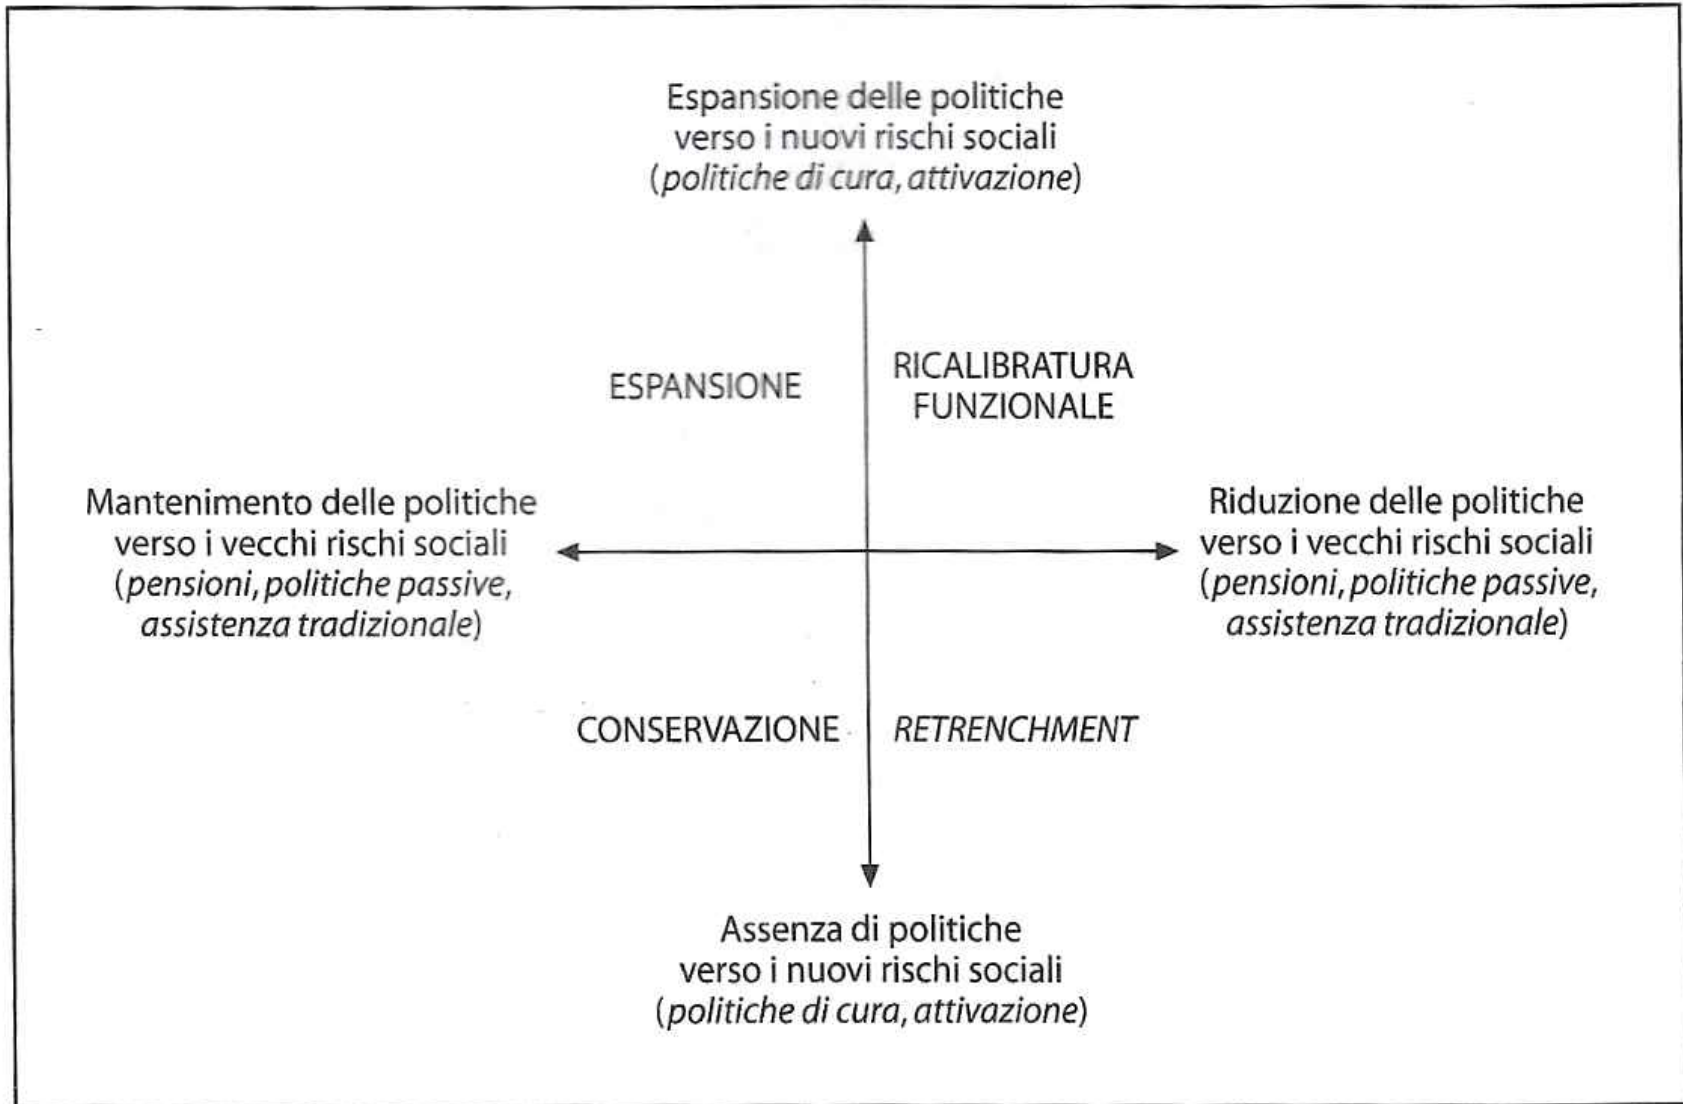 Espansione delle politiche
verso i nuovi rischi sociali
(politiche di cura, attivazione)
ESPANSIONE
RICALIBRATURA
FUNZIONALE
Mantenimento delle politiche
verso i vecchi rischi sociali
(pensioni, politiche passive,
assistenza tradizionale)
Riduzione delle politiche
verso i vecchi rischi sociali
(pensioni, politiche passive,
assistenza tradizionale)
CONSERVAZIONE
RETRENCHMENT
Assenza di politiche
verso i nuovi rischi sociali
(politiche di cura, attivazione)